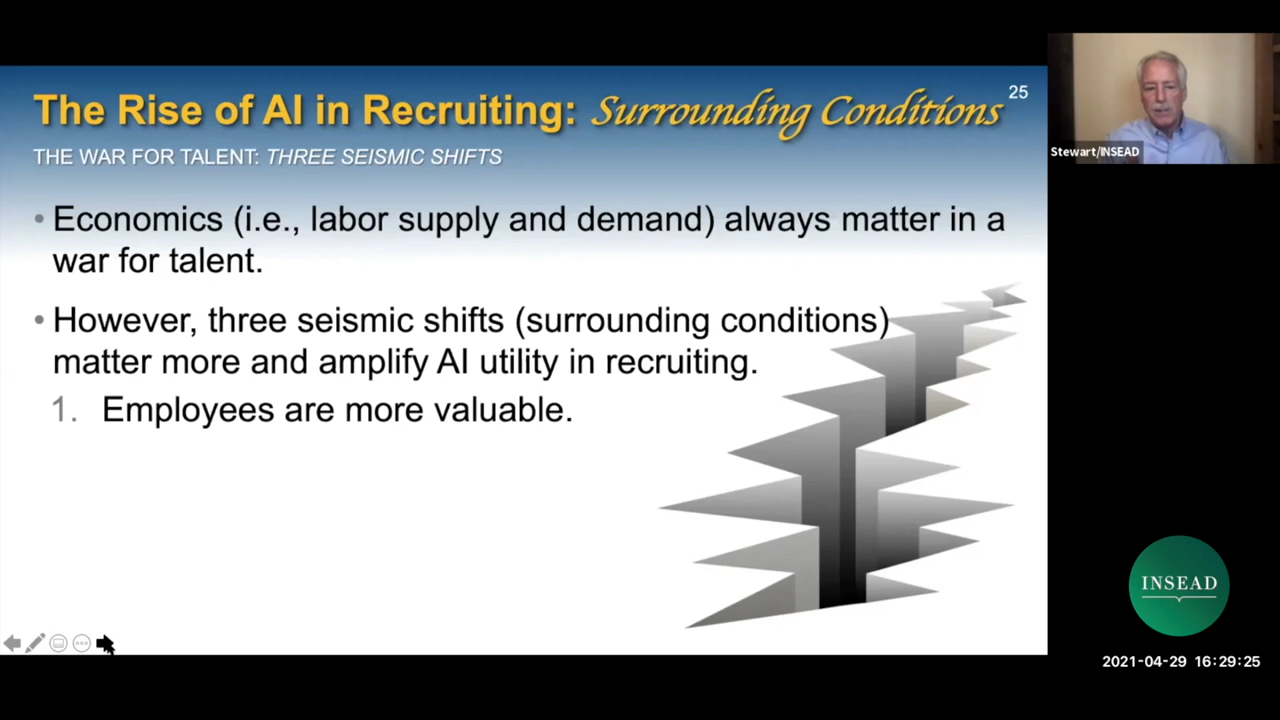 The Rise of AI in Recruiting: Surrounding Conditions
25
THE WAR FOR TALENT: THREE SEISMIC SHIFTS
• Economics (i.e., labor supply and demand) always matter in a
war for talent.
• However, three seismic shifts (surrounding conditions)
matter more and amplify AI utility in recruiting.
1. Employees are more valuable.
Stewart/INSEAD
INSEAD
2021-04-29 16:29:25